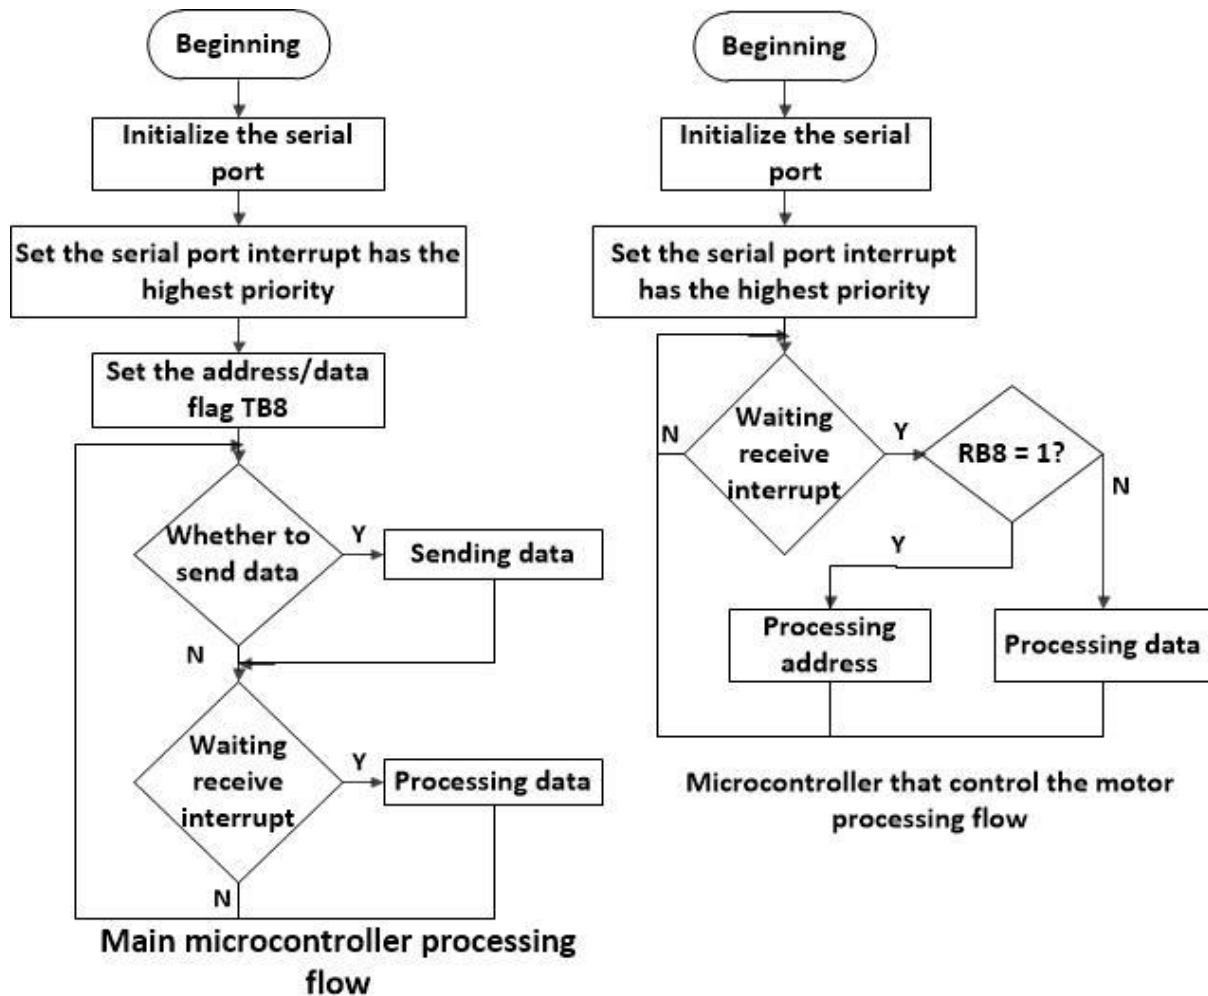 Beginning
Initialize the serial
port
Set the serial port interrupt has the
highest priority
Set the address/data
flag TB8
Whether to
send data
Y
Sending data
N
Waiting
receive
interrupt
Y
Processing data
N
Main microcontroller processing
flow
Beginning
Initialize the serial
port
Set the serial port interrupt
has the highest priority
N
Waiting
receive
interrupt
Y
RB8 = 1?
N
Y
Processing
address
Processing data
Microcontroller that control the motor
processing flow